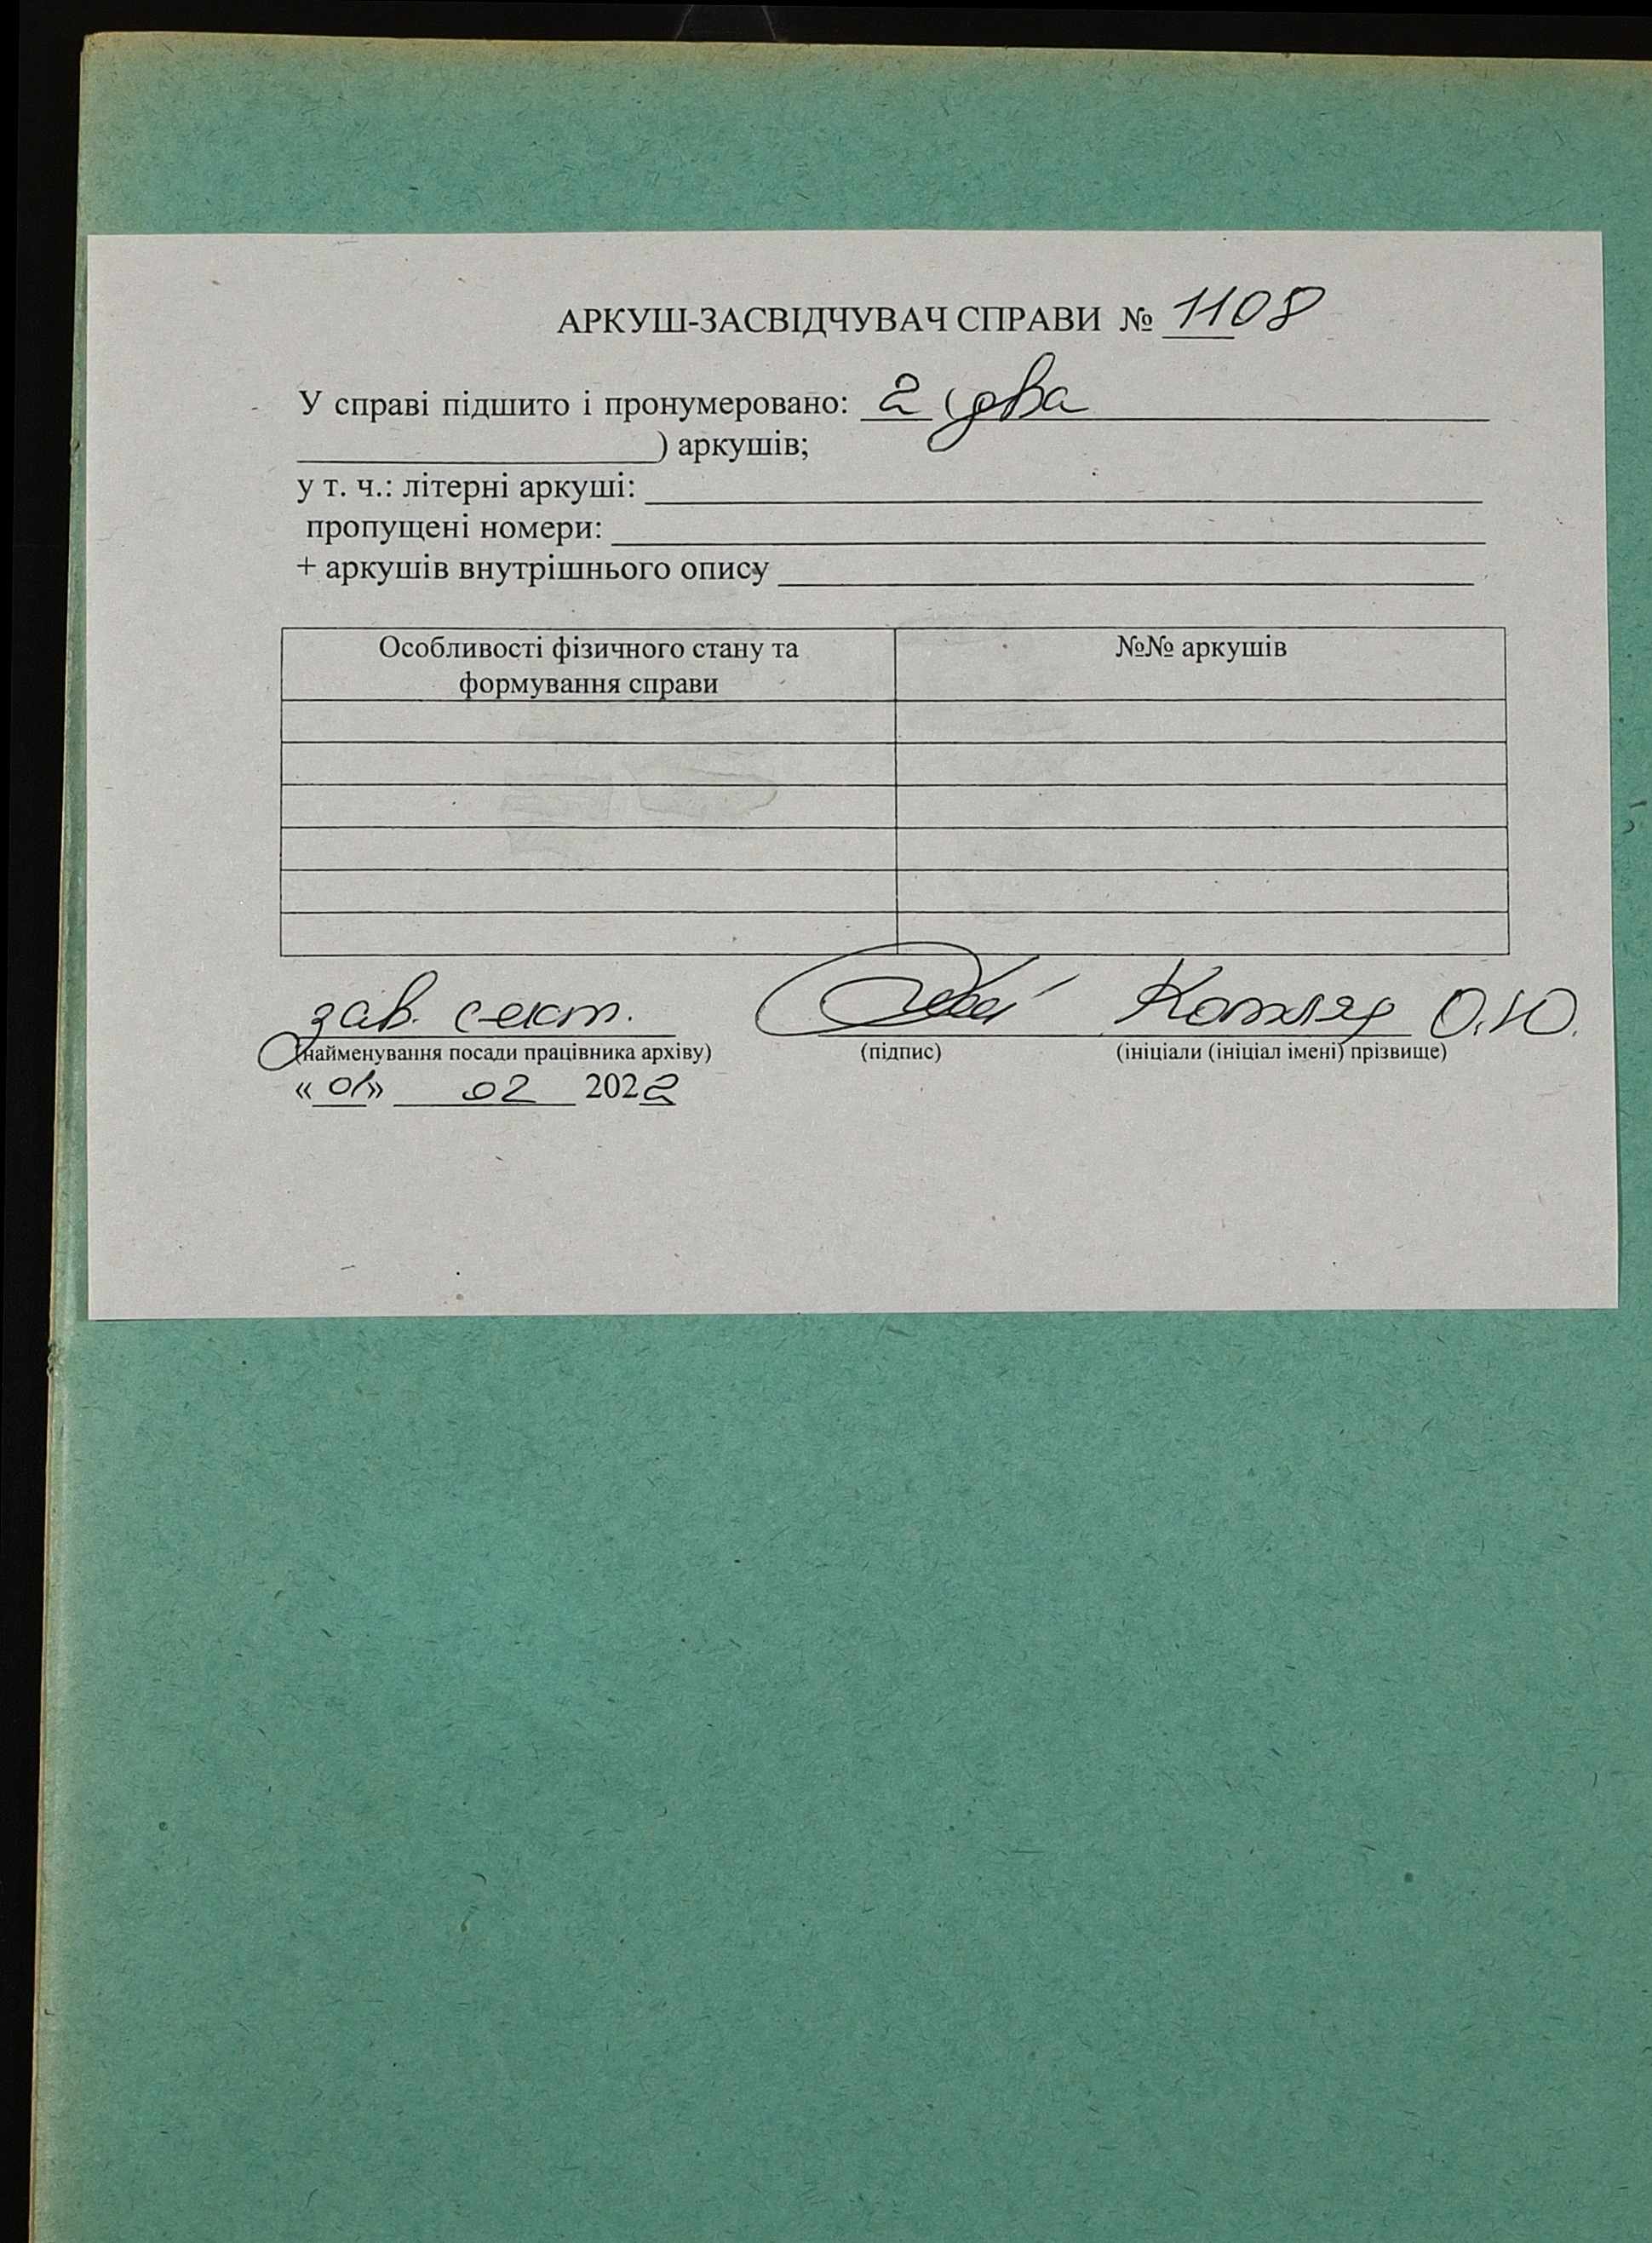 АРКУШ-ЗАСВІДЧУВАЧ СПРАВИ № 1108
У справі підшито і пронумеровано: 2 (два
) аркушів;
у т. ч.: літерні аркуші:
пропущені номери:
+ аркушів внутрішнього опису
Особливості фізичного стану та
формування справи
№№ аркушів
зав. сект. Котляр О.Ю.
(найменування посади працівника архіву) (підпис) (ініціали (ініціал імені) прізвище)
«01» 02 2022